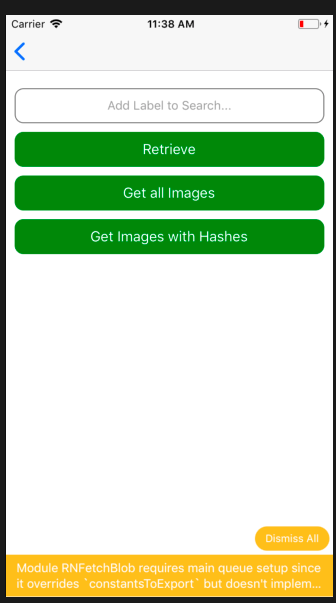 Carrier 11:38 AM
Add Label to Search...
Retrieve
Get all Images
Get Images with Hashes
Dismiss All
Module RNFetchBlob requires main queue setup since
it overrides `constantsToExport` but doesn't implem...